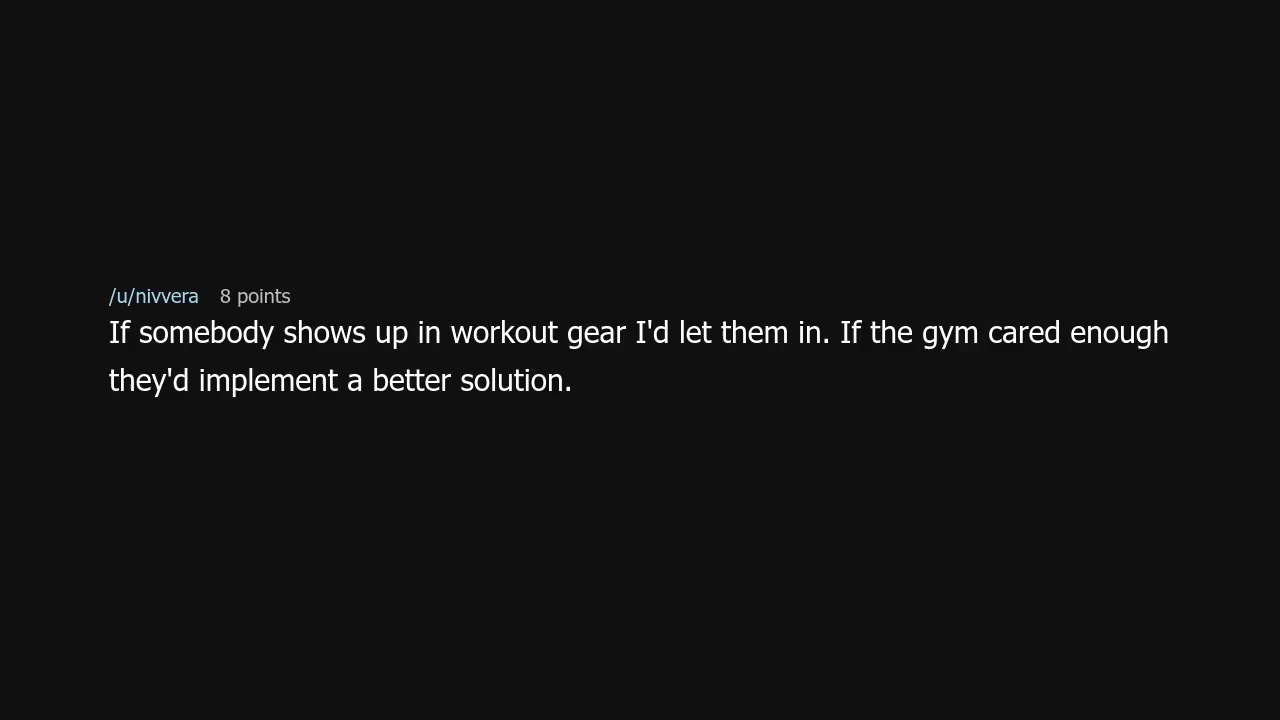 /u/nivvera 8 points
If somebody shows up in workout gear I'd let them in. If the gym cared enough
they'd implement a better solution.